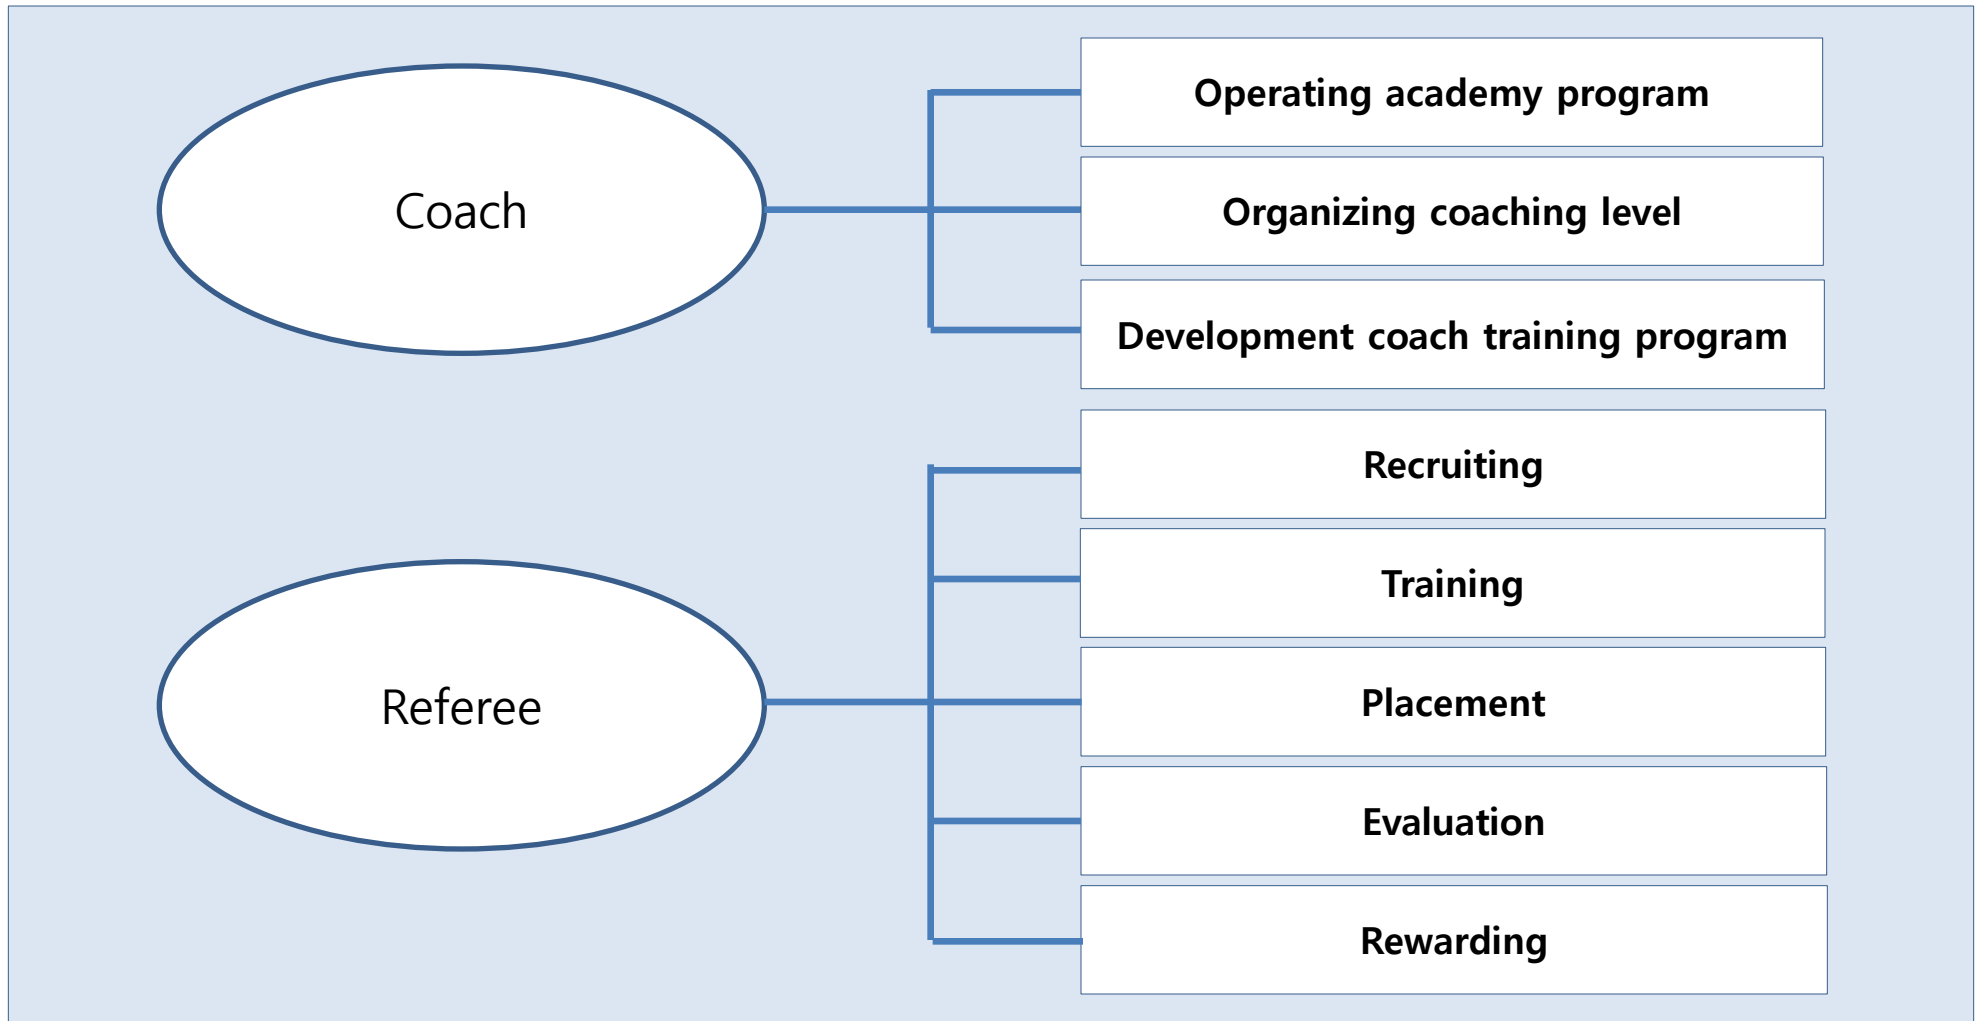 Coach
Operating academy program
Organizing coaching level
Development coach training program
Referee
Recruiting
Training
Placement
Evaluation
Rewarding